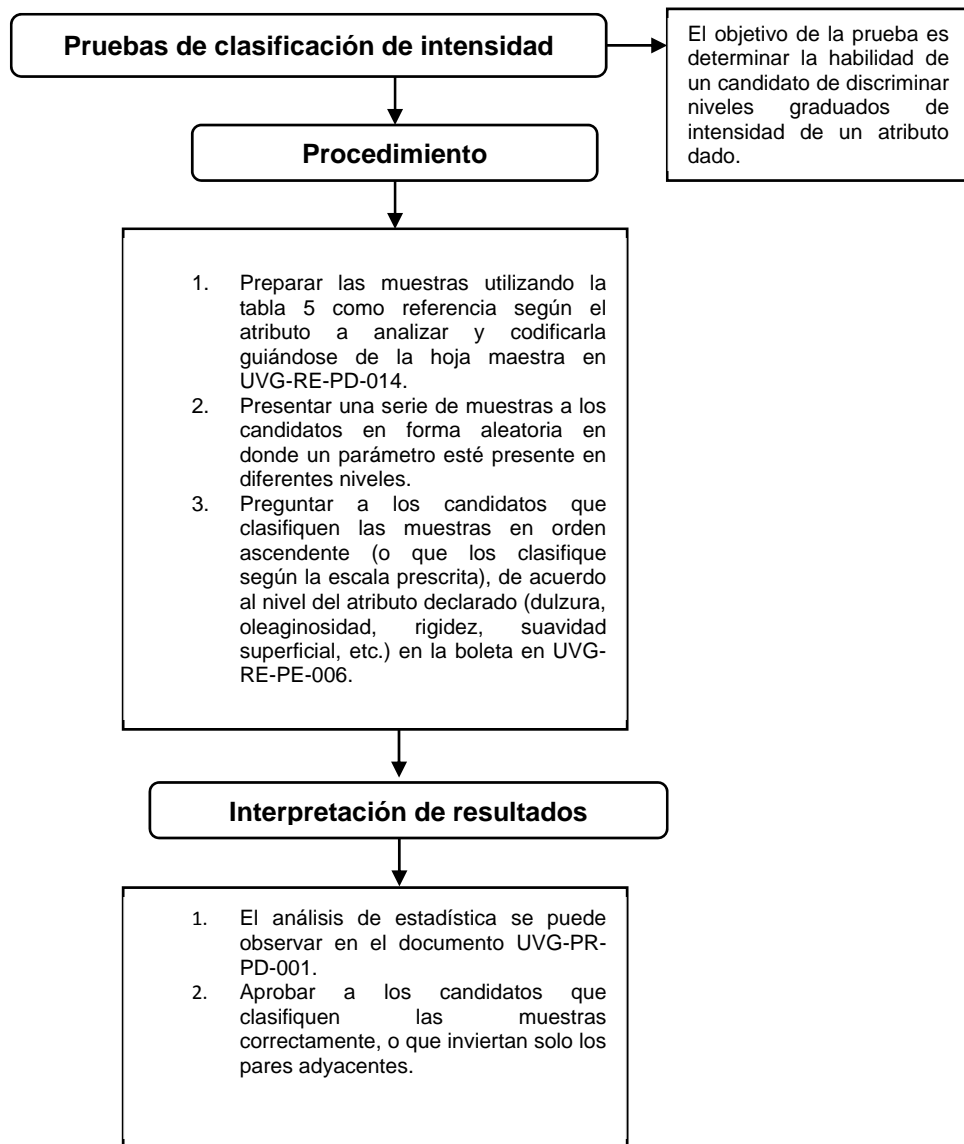 Pruebas de clasificación de intensidad
El objetivo de la prueba es
determinar la habilidad de
un candidato de discriminar
niveles graduados de
intensidad de un atributo
dado.
Procedimiento
1. Preparar las muestras utilizando la
tabla 5 como referencia según el
atributo a analizar y codificarla
guiándose de la hoja maestra en
UVG-RE-PD-014.
2. Presentar una serie de muestras a los
candidatos en forma aleatoria en
donde un parámetro esté presente en
diferentes niveles.
3. Preguntar a los candidatos que
clasifiquen las muestras en orden
ascendente (o que los clasifique
según la escala prescrita), de acuerdo
al nivel del atributo declarado (dulzura,
oleaginosidad, rigidez, suavidad
superficial, etc.) en la boleta en UVG-
RE-PE-006.
Interpretación de resultados
1. El análisis de estadística se puede
observar en el documento UVG-PR-
PD-001.
2. Aprobar a los candidatos que
clasifiquen las muestras
correctamente, o que inviertan solo los
pares adyacentes.